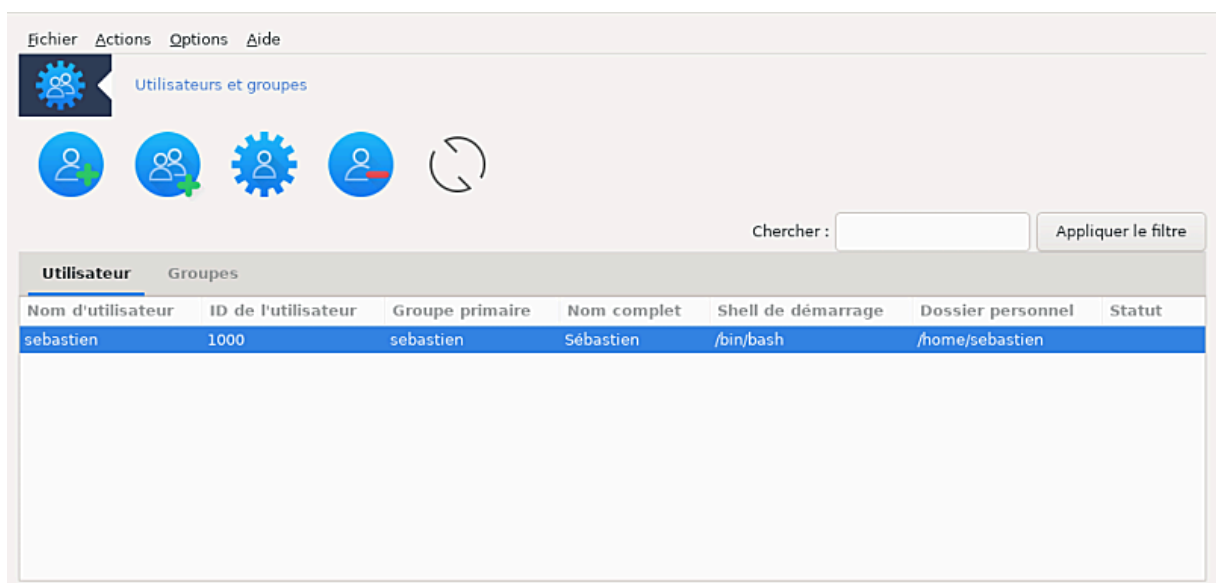 Fichier Actions Options Aide
Utilisateurs et groupes
Chercher : Appliquer le filtre
Utilisateur Groupes
Nom d'utilisateur ID de l'utilisateur Groupe primaire Nom complet Shell de démarrage Dossier personnel Statut
sebastien 1000 sebastien Sébastien /bin/bash /home/sebastien